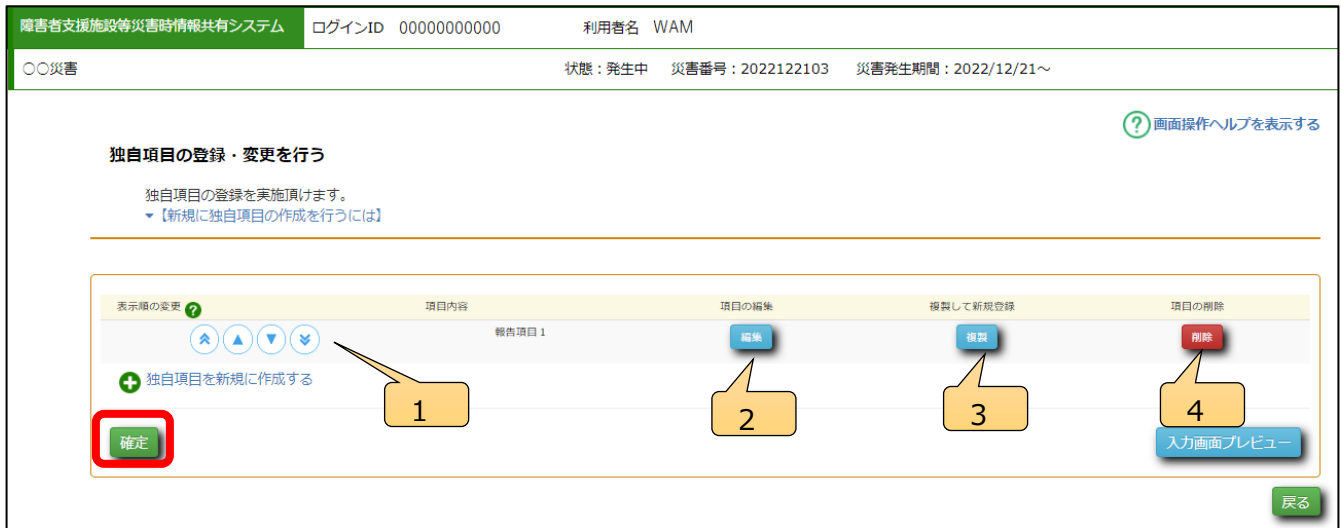 障害者支援施設等災害時情報共有システム ログインID 00000000000 利用者名 WAM
○○災害 状態:発生中 災害番号:2022122103 災害発生期間:2022/12/21~
?画面操作ヘルプを表示する
独自項目の登録・変更を行う
独自項目の登録を実施頂けます。
▼【新規に独自項目の作成を行うには】
表示順の変更 ? 項目内容 項目の編集 複製して新規登録 項目の削除
報告項目1 編集 複製 削除
独自項目を新規に作成する
1 2 3 4
確定 入力画面プレビュー
戻る